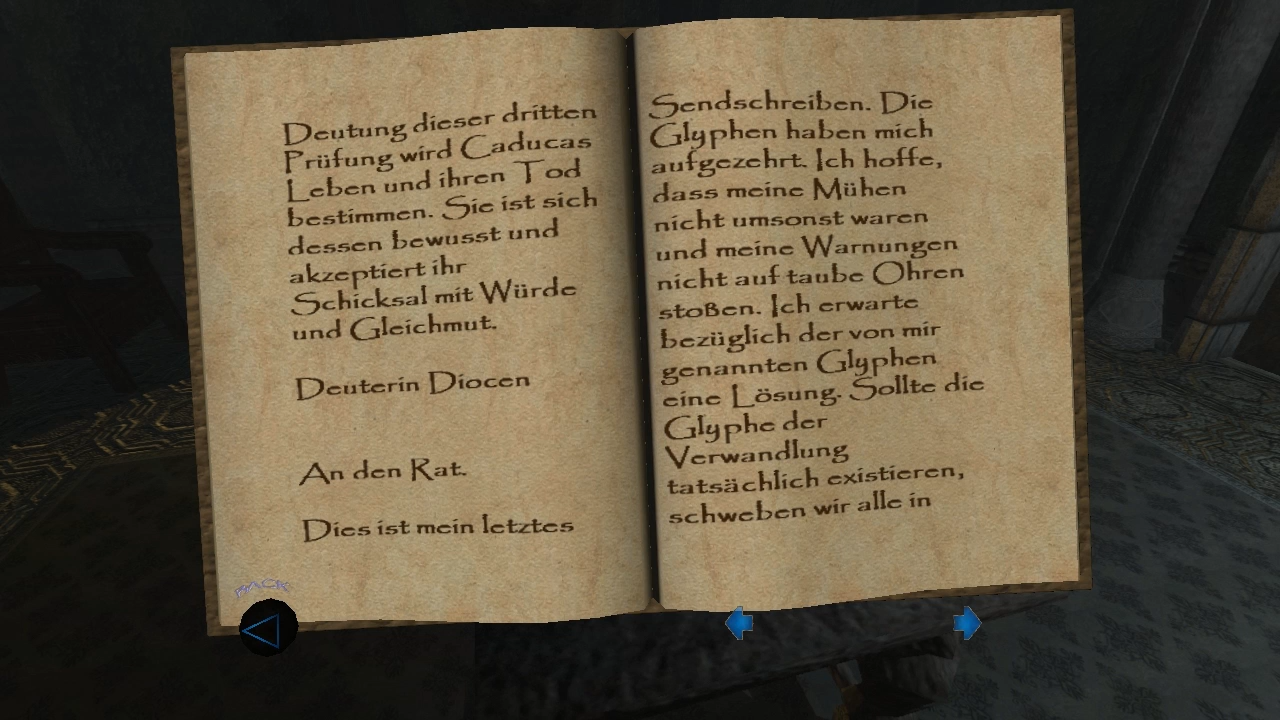 Deutung dieser dritten
Prüfung wird Caducas
Leben und ihren Tod
bestimmen. Sie ist sich
dessen bewusst und
akzeptiert ihr
Schicksal mit Würde
und Gleichmut.
Deuterin Diocen
An den Rat.
Dies ist mein letztes
Sendschreiben. Die
Glyphen haben mich
aufgezehrt. Ich hoffe,
dass meine Mühen
nicht umsonst waren
und meine Warnungen
nicht auf taube Ohren
stoßen. Ich erwarte
bezüglich der von mir
genannten Glyphen
eine Lösung. Sollte die
Glyphe der
Verwandlung
tatsächlich existieren,
schweben wir alle in
BACK